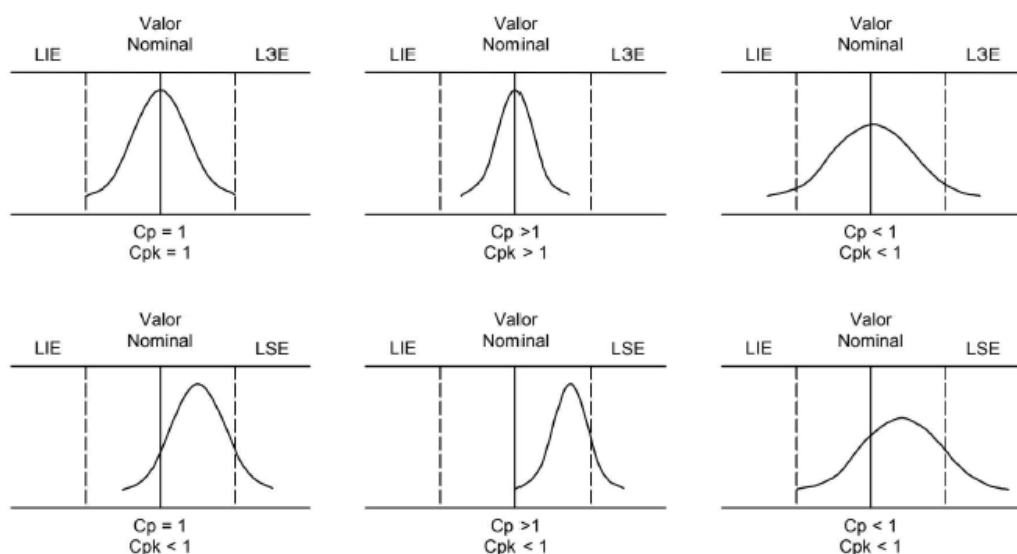 Valor
Nominal
LIE
L3E
Cp = 1
Cpk = 1
Valor
Nominal
LIE
L3E
Cp >1
Cpk > 1
Valor
Nominal
LIE
L3E
Cp < 1
Cpk < 1
Valor
Nominal
LIE
LSE
Cp = 1
Cpk < 1
Valor
Nominal
LIE
LSE
Cp >1
Cpk < 1
Valor
Nominal
LIE
LSE
Cp < 1
Cpk < 1